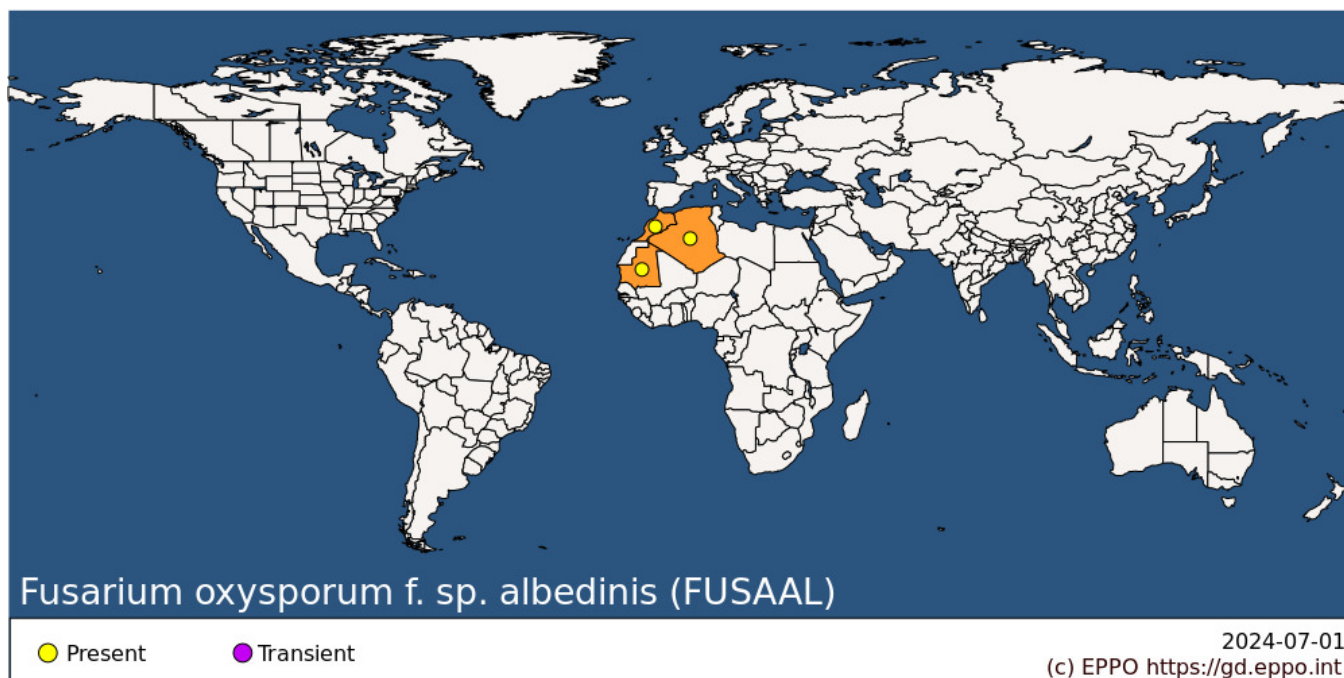 Fusarium oxysporum f. sp. albedinis (FUSAAL)
Present
Transient
2024-07-01
(c) EPPO https://gd.eppo.int